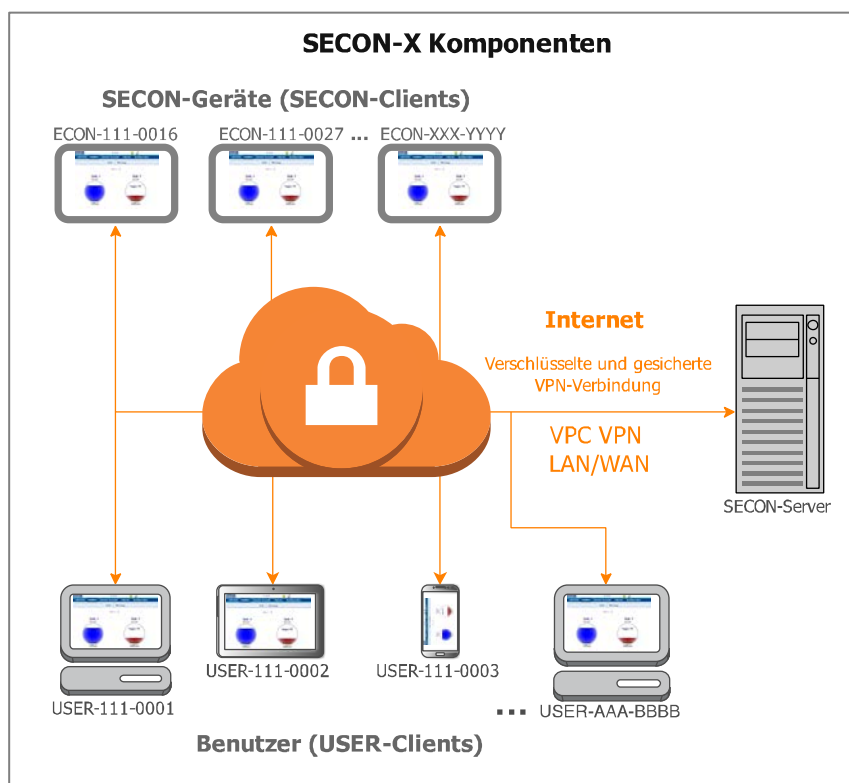 SECON-X Komponenten
SECON-Geräte (SECON-Clients)
ECON-111-0016
ECON-111-0027 ...
ECON-XXX-YYYY
Internet
Verschlüsselte und gesicherte
VPN-Verbindung
VPC VPN
LAN/WAN
SECON-Server
USER-111-0001
USER-111-0002
USER-111-0003
... USER-AAA-BBBB
Benutzer (USER-Clients)